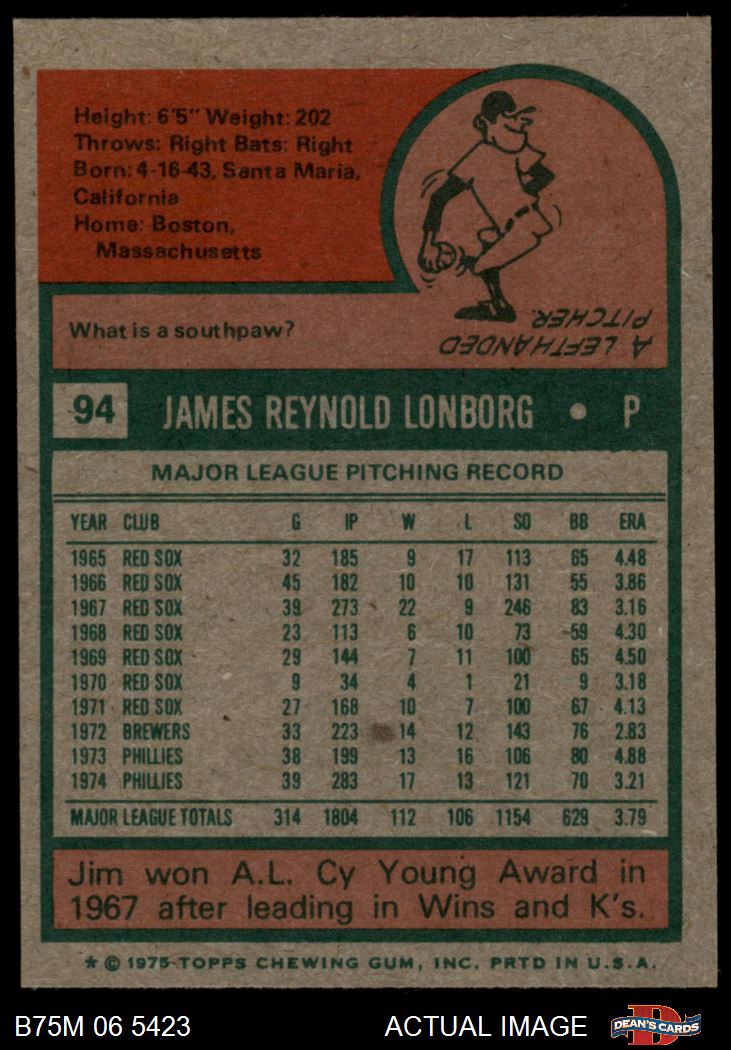 Height: 6'5" Weight: 202
Throws: Right Bats: Right
Born: 4-16-43, Santa Maria,
California
Home: Boston,
Massachusetts
What is a southpaw?
A LEFTHANDED
PITCHER.
94 JAMES REYNOLD LONBORG • P
MAJOR LEAGUE PITCHING RECORD
YEAR CLUB G IP W L SO BB ERA
1965 RED SOX 32 185 9 17 113 65 4.48
1966 RED SOX 45 182 10 10 131 55 3.86
1967 RED SOX 39 273 22 9 246 83 3.16
1968 RED SOX 23 113 6 10 73 59 4.30
1969 RED SOX 29 144 7 11 100 65 4.50
1970 RED SOX 9 34 4 1 21 9 3.18
1971 RED SOX 27 168 10 7 100 67 4.13
1972 BREWERS 33 223 14 12 143 76 2.83
1973 PHILLIES 38 199 13 16 106 80 4.88
1974 PHILLIES 39 283 17 13 121 70 3.21
MAJOR LEAGUE TOTALS 314 1804 112 106 1154 629 3.79
Jim won A.L. Cy Young Award in
1967 after leading in Wins and K's.
* © 1975 TOPPS CHEWING GUM, INC. PRTD IN U.S.A.
B75M 06 5423 ACTUAL IMAGE D DEAN'S CARDS